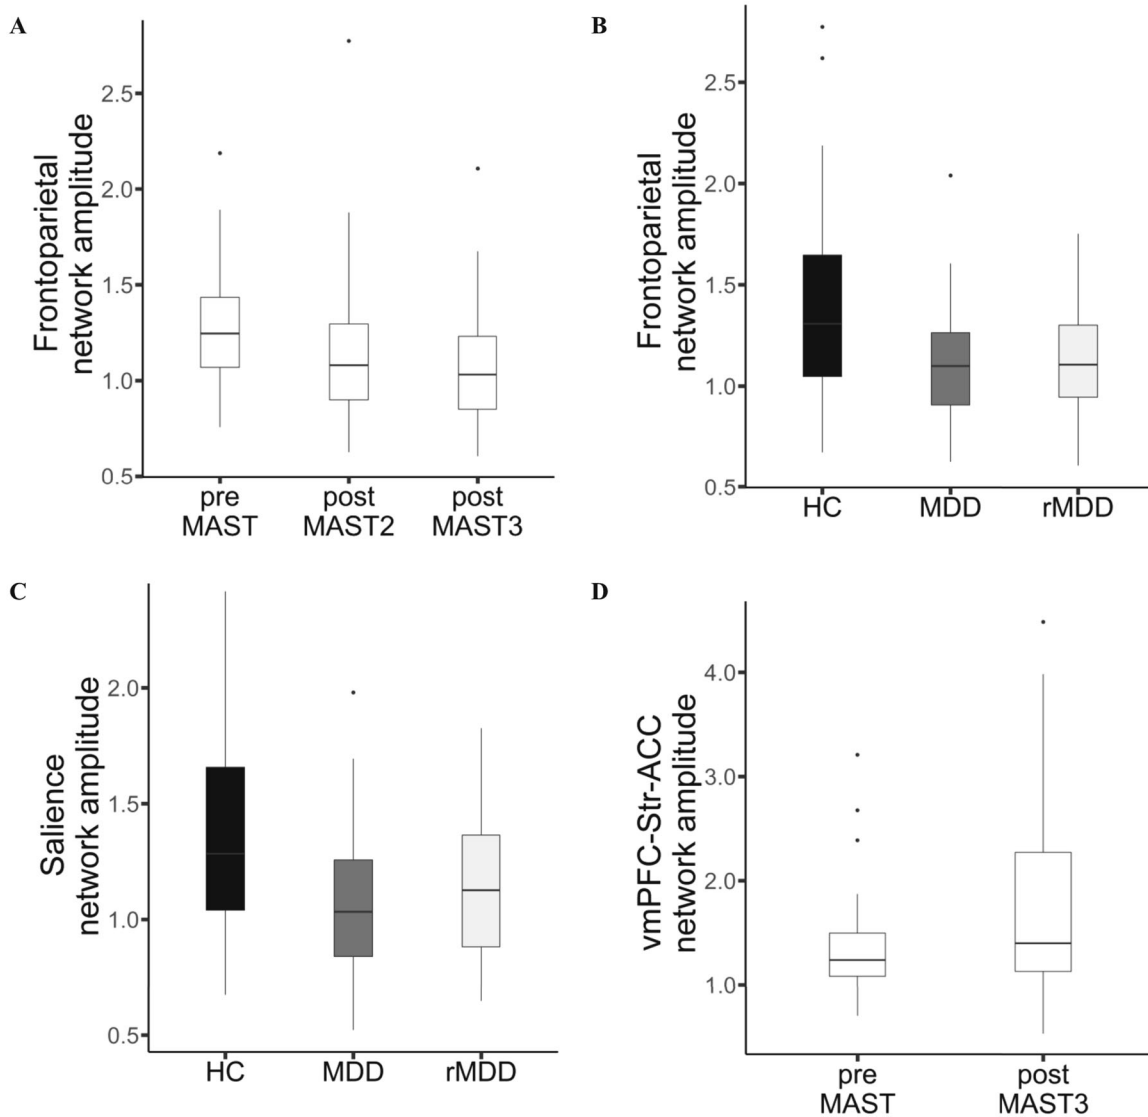 A
Frontoparietal
network amplitude
2.5
2.0
1.5
1.0
0.5
pre
MAST
post
MAST2
post
MAST3
B
Frontoparietal
network amplitude
2.5
2.0
1.5
1.0
0.5
HC
MDD
rMDD
C
Salience
network amplitude
2.0
1.5
1.0
0.5
HC
MDD
rMDD
D
vmPFC-Str-ACC
network amplitude
4.0
3.0
2.0
1.0
pre
MAST
post
MAST3